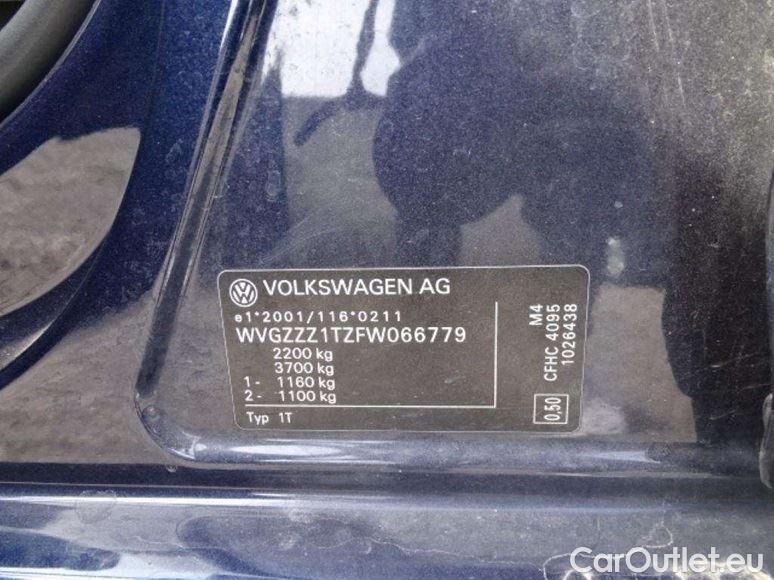 VOLKSWAGEN AG
e1*2001/116*0211
WVGZZZ1TZFW066779
2200 kg
3700 kg
1- 1160 kg
2- 1100 kg
Typ 1T
M4
CFHC 4095
1026438
0,50
CarOutlet.eu